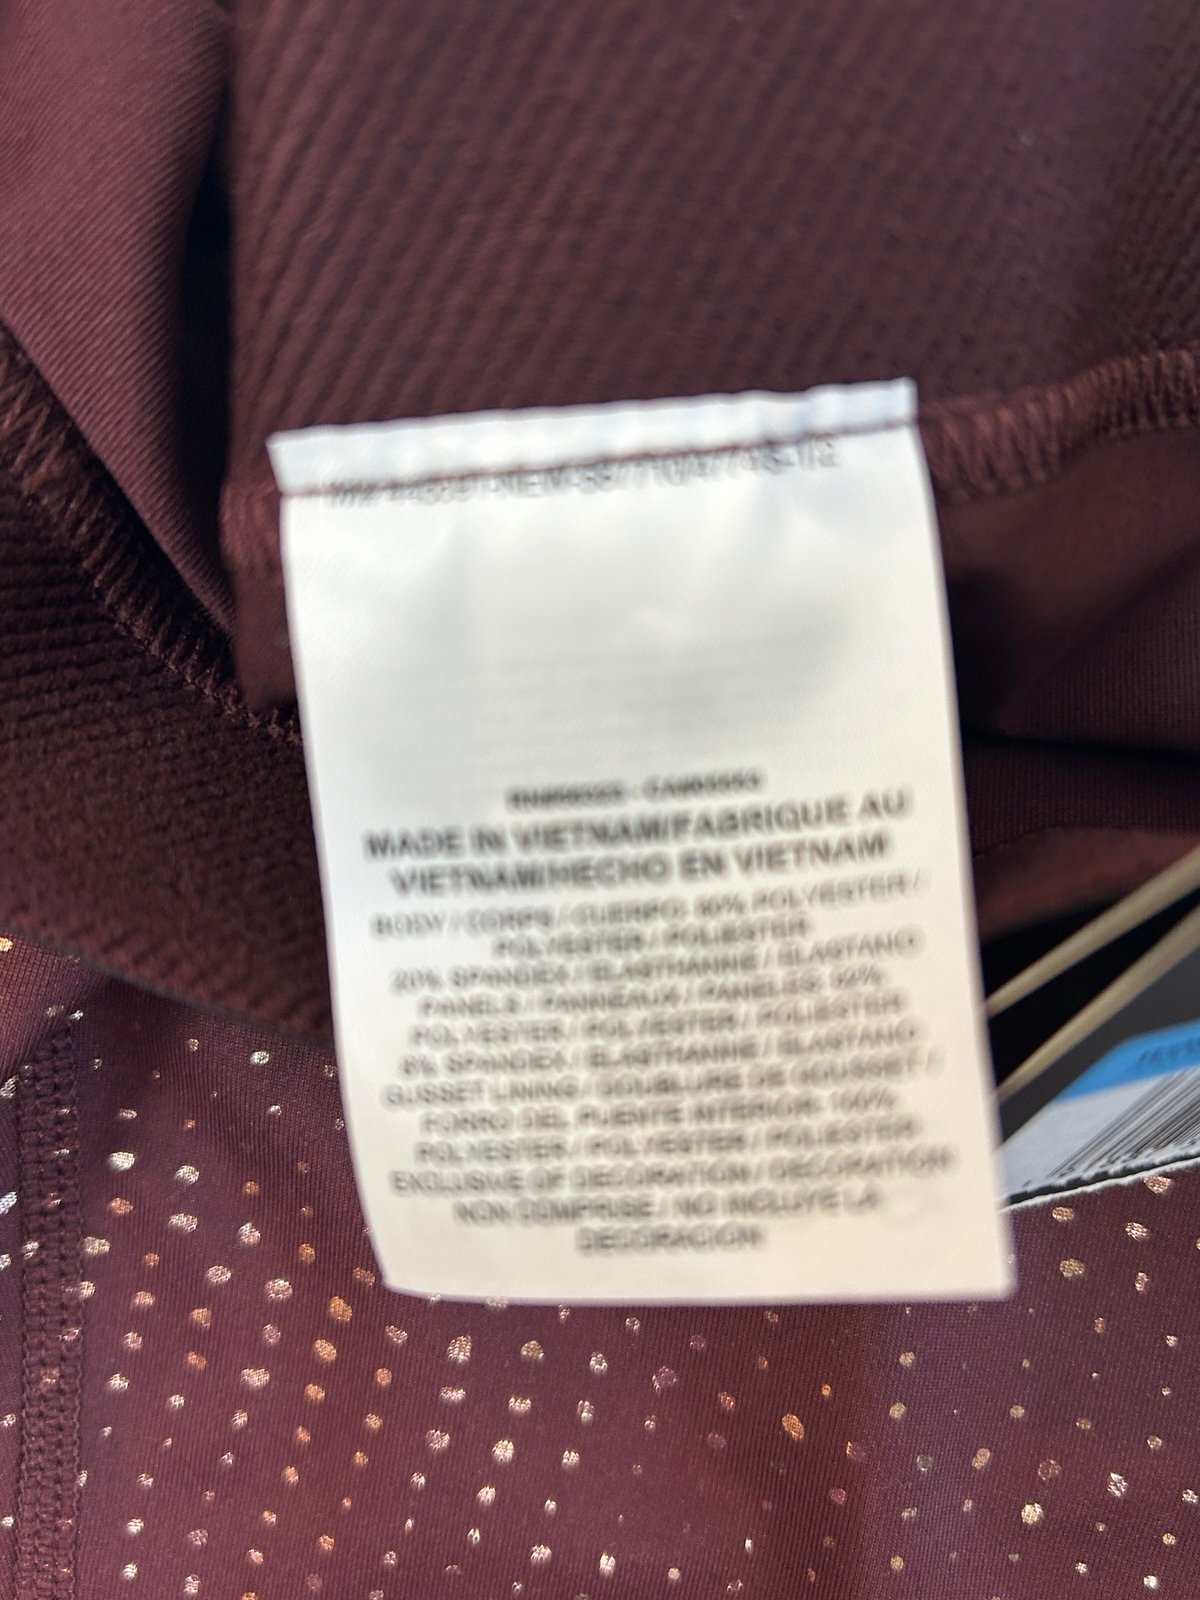 MADE IN VIETNAM/FABRIQUE AU
VIETNAM/HECHO EN VIETNAM
BODY / CORPS / CUERPO: 80% POLYESTER /
POLYESTER / POLIESTER
20% SPANDEX / ELASTHANNE / ELASTANO
PANELS / PANNEAUX / PANELES: 92%
POLYESTER / POLYESTER / POLIESTER
8% SPANDEX / ELASTHANNE / ELASTANO
GUSSET LINING / DOUBLURE DE GOUSSET /
FORRO DEL PUENTE INTERIOR: 100%
POLYESTER / POLYESTER / POLIESTER
EXCLUSIVE OF DECORATION / DECORATION
NON COMPRISE / NO INCLUYE LA
DECORACION